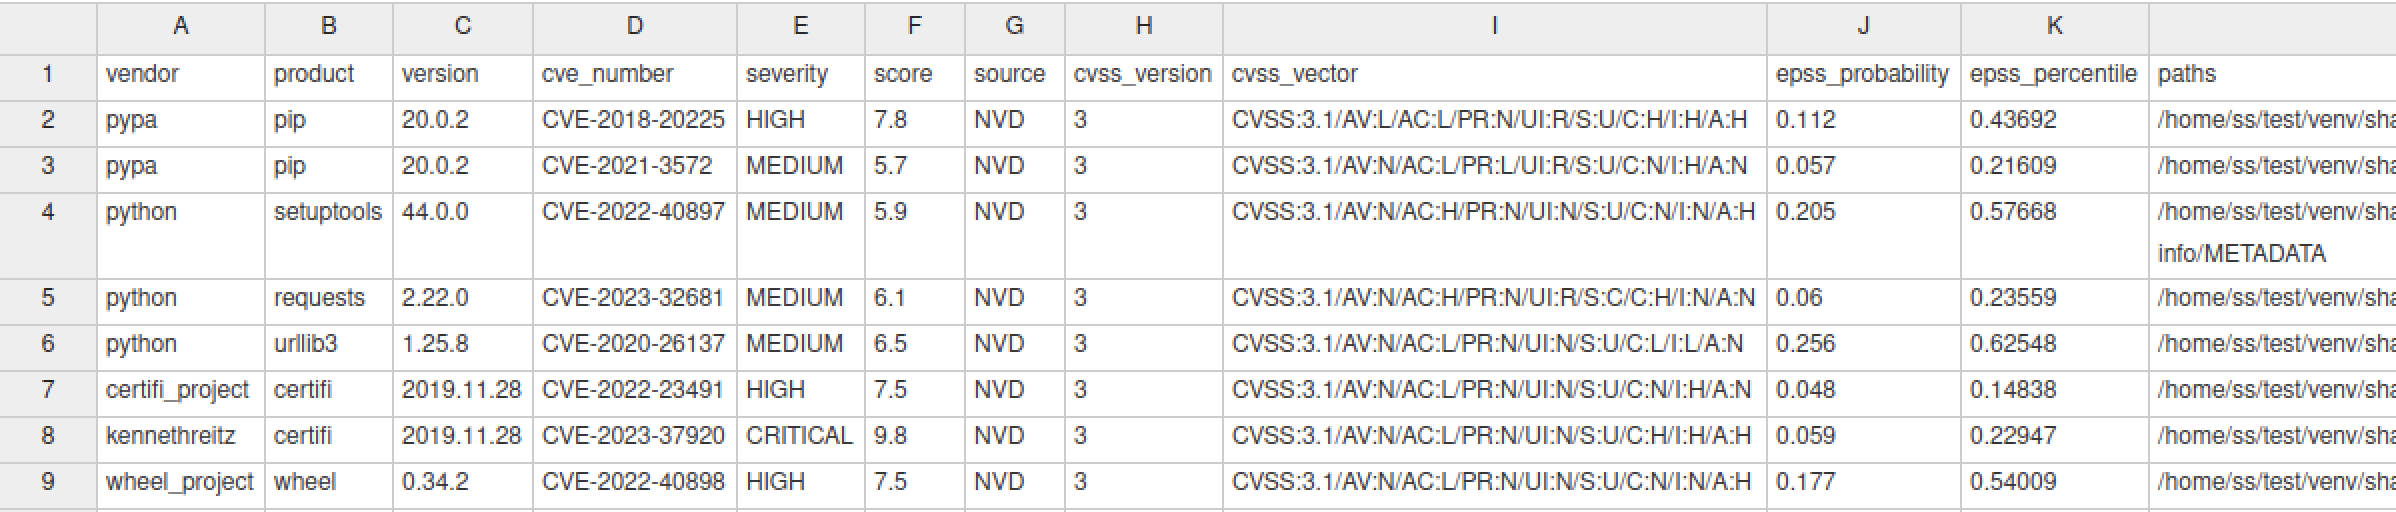 A B C D E F G H I J K
1 vendor product version cve_number severity score source cvss_version cvss_vector epss_probability epss_percentile paths
2 pypa pip 20.0.2 CVE-2018-20225 HIGH 7.8 NVD 3 CVSS:3.1/AV:L/AC:L/PR:N/UI:R/S:U/C:H/I:H/A:H 0.112 0.43692 /home/ss/test/venv/sha
3 pypa pip 20.0.2 CVE-2021-3572 MEDIUM 5.7 NVD 3 CVSS:3.1/AV:N/AC:L/PR:L/UI:R/S:U/C:N/I:H/A:N 0.057 0.21609 /home/ss/test/venv/sha
4 python setuptools 44.0.0 CVE-2022-40897 MEDIUM 5.9 NVD 3 CVSS:3.1/AV:N/AC:H/PR:N/UI:N/S:U/C:N/I:N/A:H 0.205 0.57668 /home/ss/test/venv/sha
info/METADATA
5 python requests 2.22.0 CVE-2023-32681 MEDIUM 6.1 NVD 3 CVSS:3.1/AV:N/AC:H/PR:N/UI:R/S:C/C:H/I:N/A:N 0.06 0.23559 /home/ss/test/venv/sha
6 python urllib3 1.25.8 CVE-2020-26137 MEDIUM 6.5 NVD 3 CVSS:3.1/AV:N/AC:L/PR:N/UI:N/S:U/C:L/I:L/A:N 0.256 0.62548 /home/ss/test/venv/sha
7 certifi_project certifi 2019.11.28 CVE-2022-23491 HIGH 7.5 NVD 3 CVSS:3.1/AV:N/AC:L/PR:N/UI:N/S:U/C:N/I:H/A:N 0.048 0.14838 /home/ss/test/venv/sha
8 kennethreitz certifi 2019.11.28 CVE-2023-37920 CRITICAL 9.8 NVD 3 CVSS:3.1/AV:N/AC:L/PR:N/UI:N/S:U/C:H/I:H/A:H 0.059 0.22947 /home/ss/test/venv/sha
9 wheel_project wheel 0.34.2 CVE-2022-40898 HIGH 7.5 NVD 3 CVSS:3.1/AV:N/AC:L/PR:N/UI:N/S:U/C:N/I:N/A:H 0.177 0.54009 /home/ss/test/venv/sha